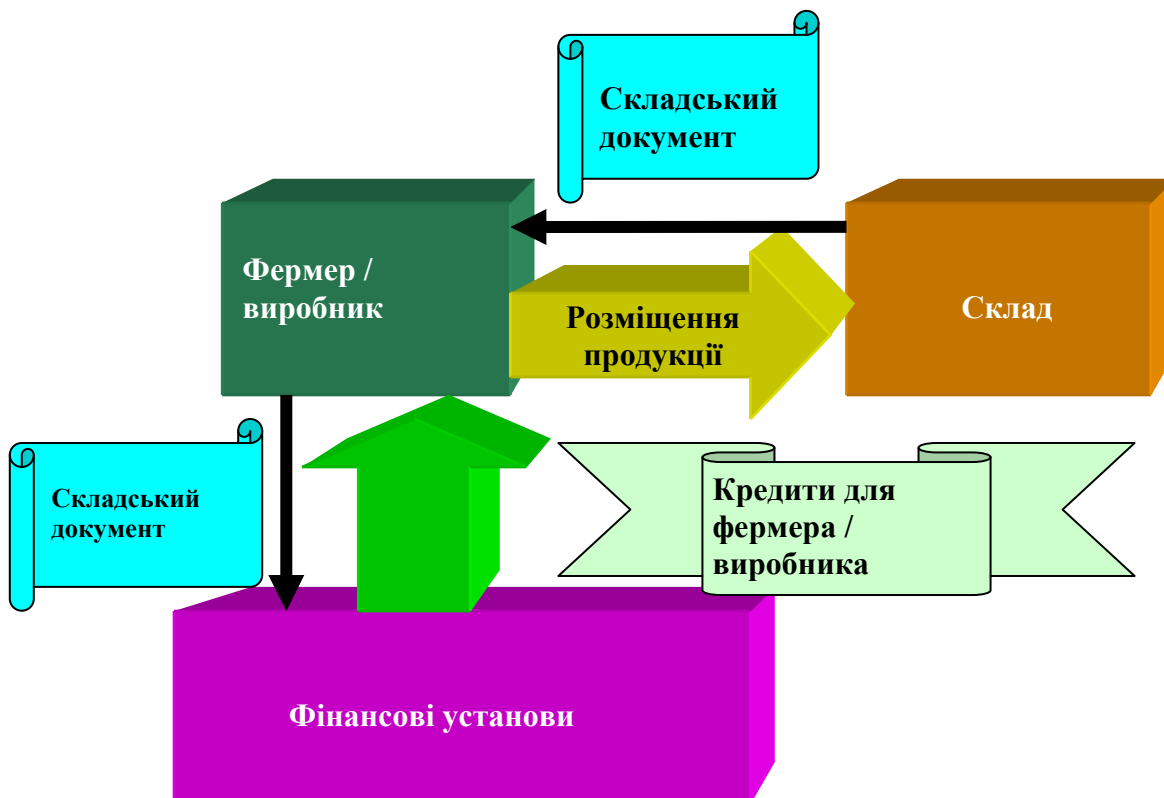 Складський
документ
Фермер /
виробник
Розміщення
продукції
Склад
Складський
документ
Кредити для
фермера /
виробника
Фінансові установи